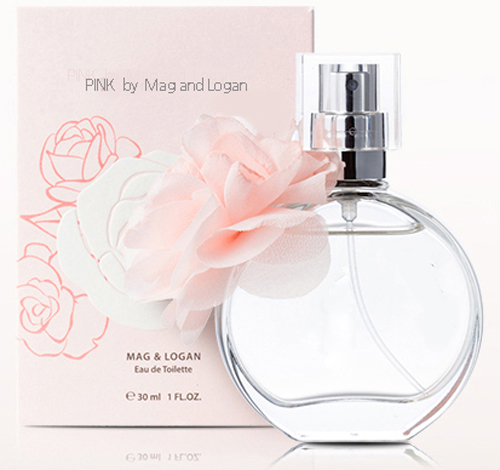 PINK by Mag and Logan
MAG & LOGAN
Eau de Toilette
℮ 30 ml 1 FL.OZ.